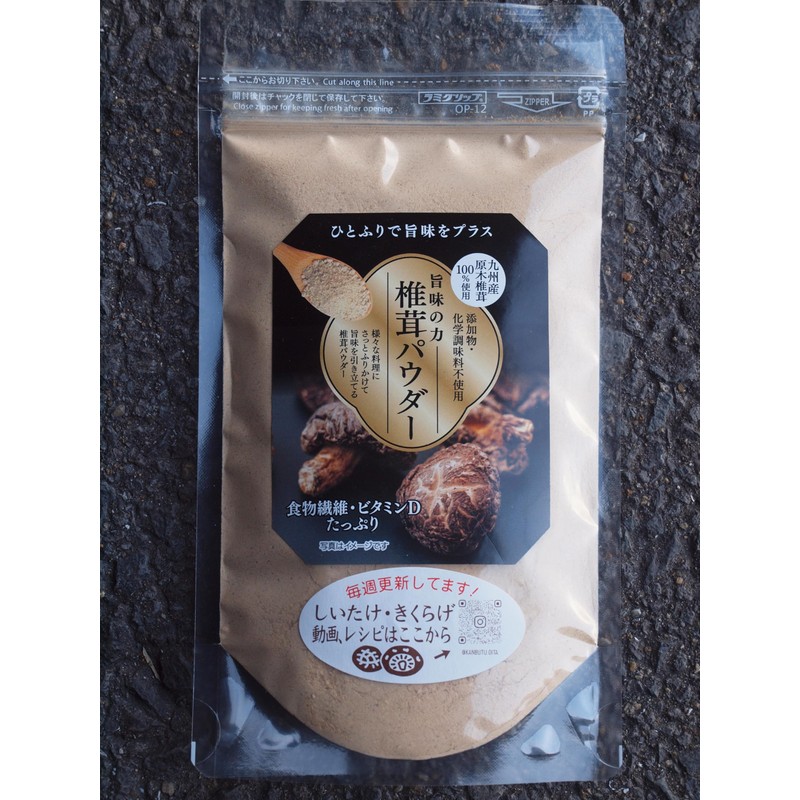 ここからお切り下さい。Cut along this line
開封後はチャックを閉じて保存して下さい。
Close zipper for keeping fresh after opening
ラミグリップ
OP-12
ZIPPER
プラ
PP
ひとふりで旨味をプラス
九州産
原木椎茸
100%使用
添加物・
化学調味料不使用
旨味の力
椎茸パウダー
様々な料理に
さっとふりかけて
旨味を引き立てる
椎茸パウダー
食物繊維・ビタミンD
たっぷり
写真はイメージです
毎週更新してます!
しいたけ・きくらげ
動画、レシピはここから